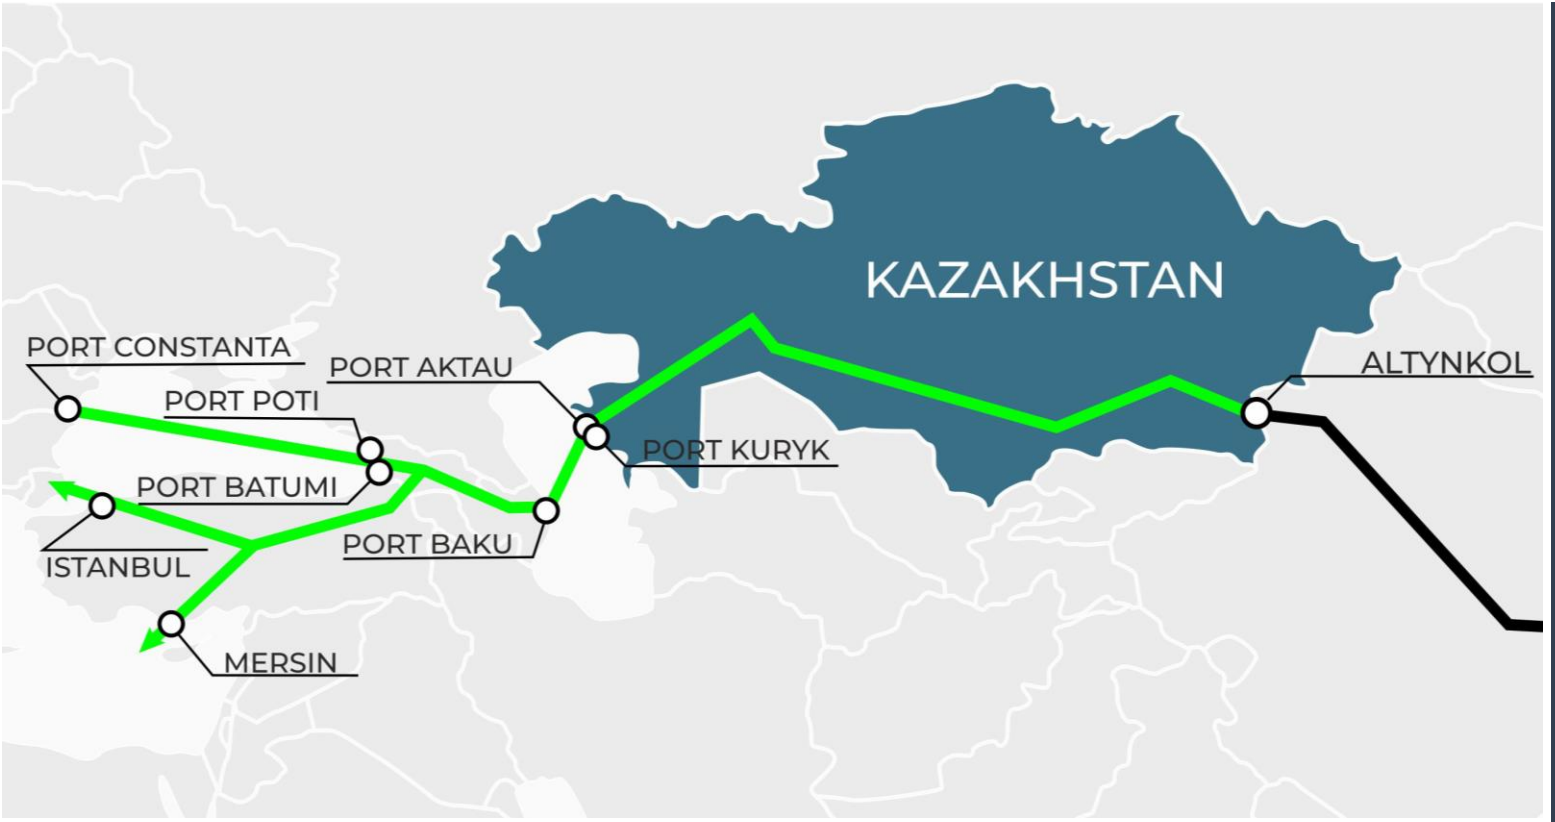 KAZAKHSTAN
PORT CONSTANTA
PORT AKTAU
ALTYNKOL
PORT POTI
PORT KURYK
PORT BATUMI
PORT BAKU
ISTANBUL
MERSIN